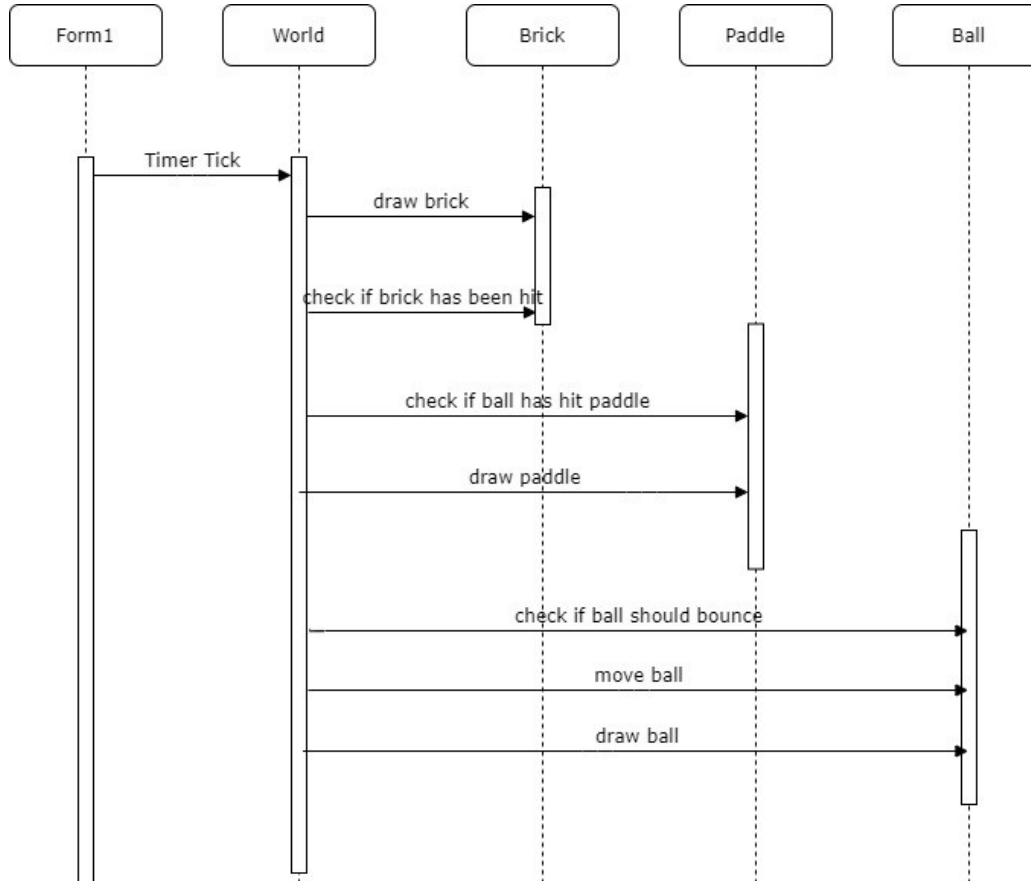 Form1
World
Brick
Paddle
Ball
Timer Tick
draw brick
check if brick has been hit
check if ball has hit paddle
draw paddle
check if ball should bounce
move ball
draw ball